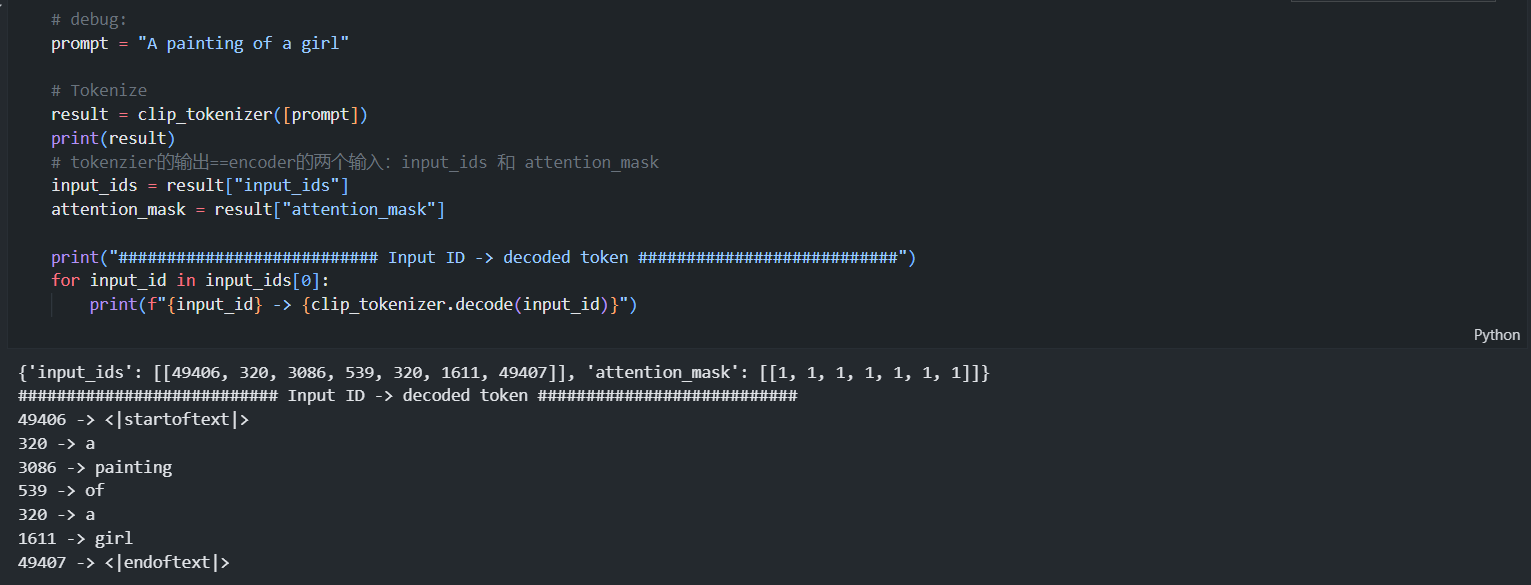 # debug:
prompt = "A painting of a girl"
# Tokenize
result = clip_tokenizer([prompt])
print(result)
# tokenzier的输出==encoder的两个输入: input_ids 和 attention_mask
input_ids = result["input_ids"]
attention_mask = result["attention_mask"]
print("########################### Input ID -> decoded token ###########################")
for input_id in input_ids[0]:
    print(f"{input_id} -> {clip_tokenizer.decode(input_id)}")
Python
{'input_ids': [[49406, 320, 3086, 539, 320, 1611, 49407]], 'attention_mask': [[1, 1, 1, 1, 1, 1, 1]]}
########################### Input ID -> decoded token ###########################
49406 -> <|startoftext|>
320 -> a
3086 -> painting
539 -> of
320 -> a
1611 -> girl
49407 -> <|endoftext|>